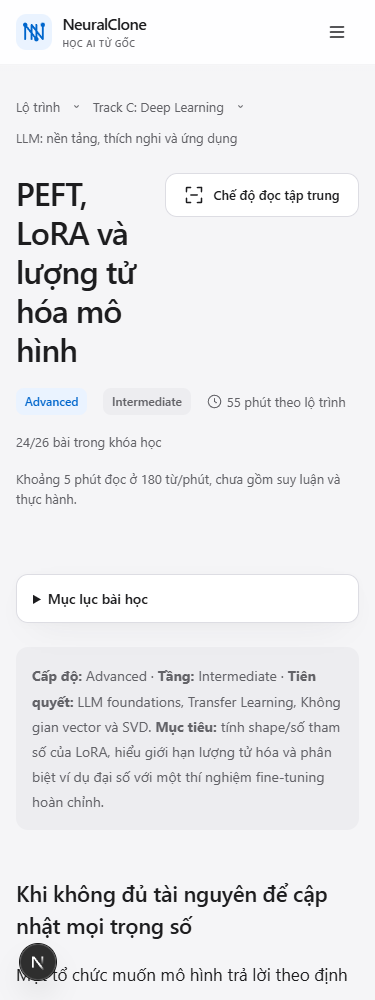 NeuralClone
HỌC AI TỪ GỐC
Lộ trình
Track C: Deep Learning
LLM: nền tảng, thích nghi và ứng dụng
PEFT,
LoRA và
lượng tử
hóa mô
hình
Chế độ đọc tập trung
Advanced
Intermediate
55 phút theo lộ trình
24/26 bài trong khóa học
Khoảng 5 phút đọc ở 180 từ/phút, chưa gồm suy luận và
thực hành.
Mục lục bài học
Cấp độ: Advanced · Tầng: Intermediate · Tiên
quyết: LLM foundations, Transfer Learning, Không
gian vector và SVD. Mục tiêu: tính shape/số tham
số của LoRA, hiểu giới hạn lượng tử hóa và phân
biệt ví dụ đại số với một thí nghiệm fine-tuning
hoàn chỉnh.
Khi không đủ tài nguyên để cập
nhật mọi trọng số
tổ chức muốn mô hình trả lời theo định
N